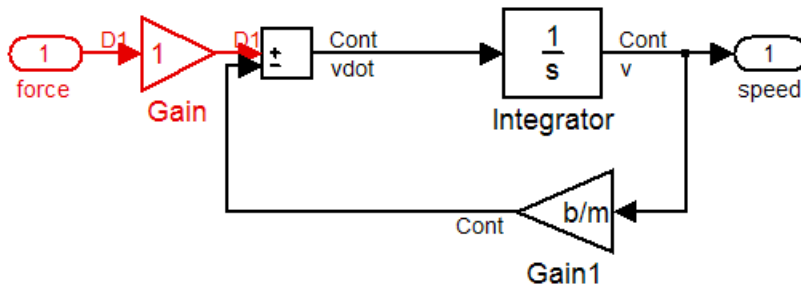 D1
D1
Cont
Cont
1
1
+
−
1
s
1
force
vdot
v
speed
Gain
Integrator
Cont
b/m
Gain1